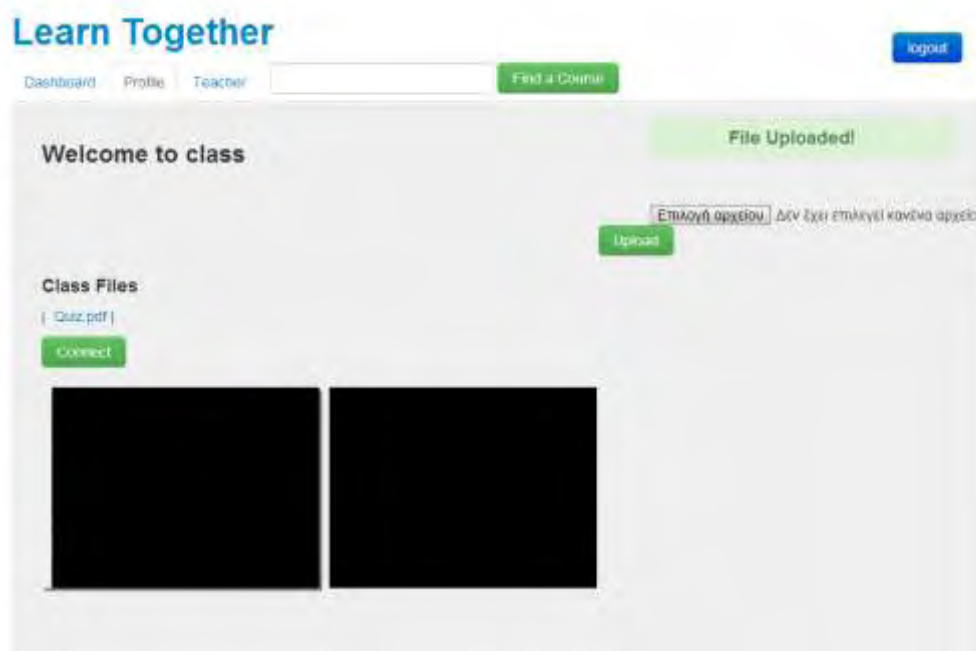 Learn Together
logout
Dashboard Profile Teacher Find a Course
File Uploaded!
Welcome to class
Επιλογή αρχείου Δεν έχει επιλεγεί κανένα αρχείο
Upload
Class Files
| Quiz.pdf |
Connect